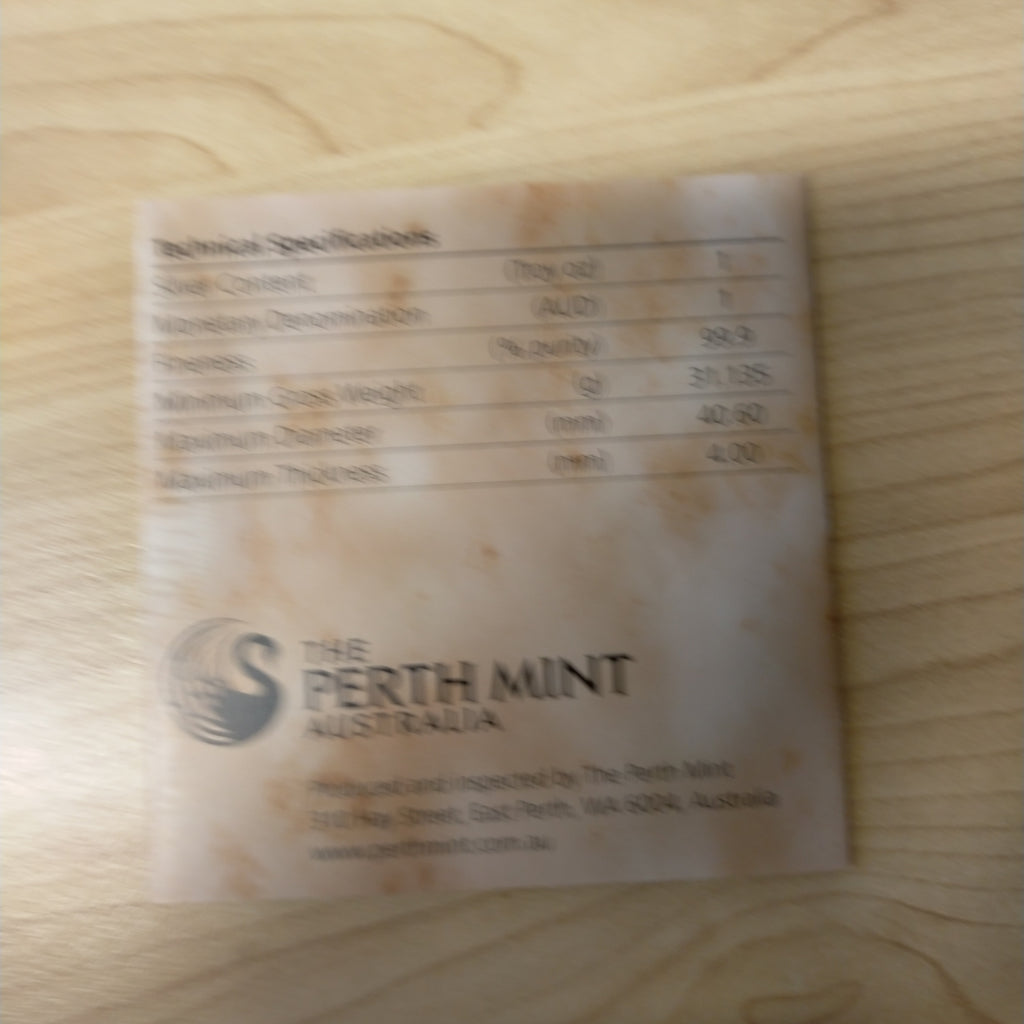 Technical Specifications
Silver Content: (Troy oz) 1
Monetary Denomination: (AUD) 1
Fineness: (% purity) 99.9
Minimum Gross Weight: (g) 31.135
Maximum Diameter: (mm) 40.60
Maximum Thickness: (mm) 4.00
THE
PERTH MINT
AUSTRALIA
Produced and inspected by, The Perth Mint
310 Hay Street, East Perth, WA 6004, Australia
www.perthmint.com.au